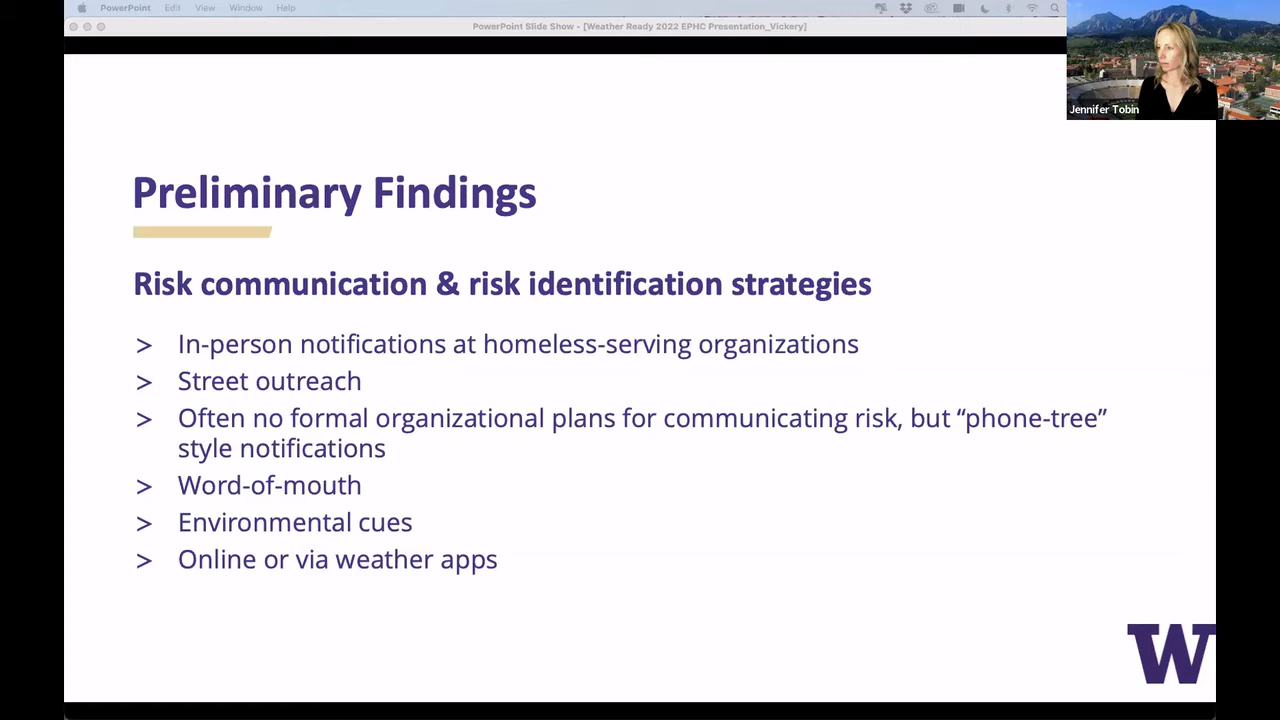 PowerPoint Edit View Window Help
PowerPoint Slide Show - [Weather Ready 2022 EPHC Presentation_Vickery]
Jennifer Tobin
Preliminary Findings
Risk communication & risk identification strategies
> In-person notifications at homeless-serving organizations
> Street outreach
> Often no formal organizational plans for communicating risk, but “phone-tree”
style notifications
> Word-of-mouth
> Environmental cues
> Online or via weather apps
W